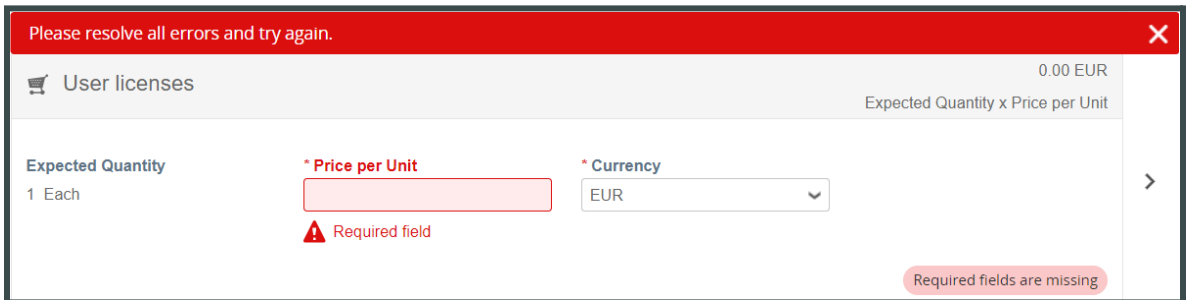 Please resolve all errors and try again.
User licenses
0.00 EUR
Expected Quantity x Price per Unit
Expected Quantity
* Price per Unit
* Currency
1 Each
EUR
Required field
Required fields are missing